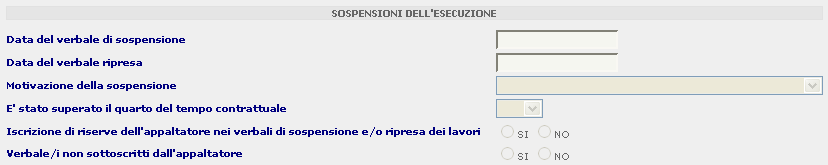 SOSPENSIONI DELL'ESECUZIONE
Data del verbale di sospensione
Data del verbale ripresa
Motivazione della sospensione
E' stato superato il quarto del tempo contrattuale
Iscrizione di riserve dell'appaltatore nei verbali di sospensione e/o ripresa dei lavori SI NO
Verbale/i non sottoscritti dall'appaltatore SI NO